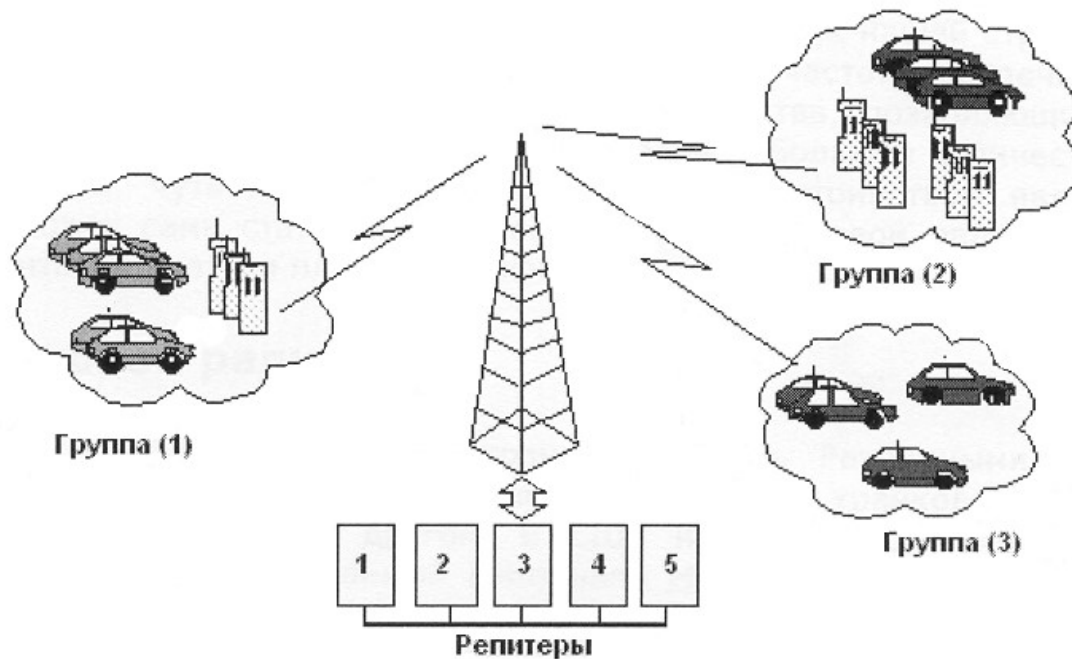 Группа (2)
Группа (1)
Группа (3)
1 2 3 4 5
Репитеры